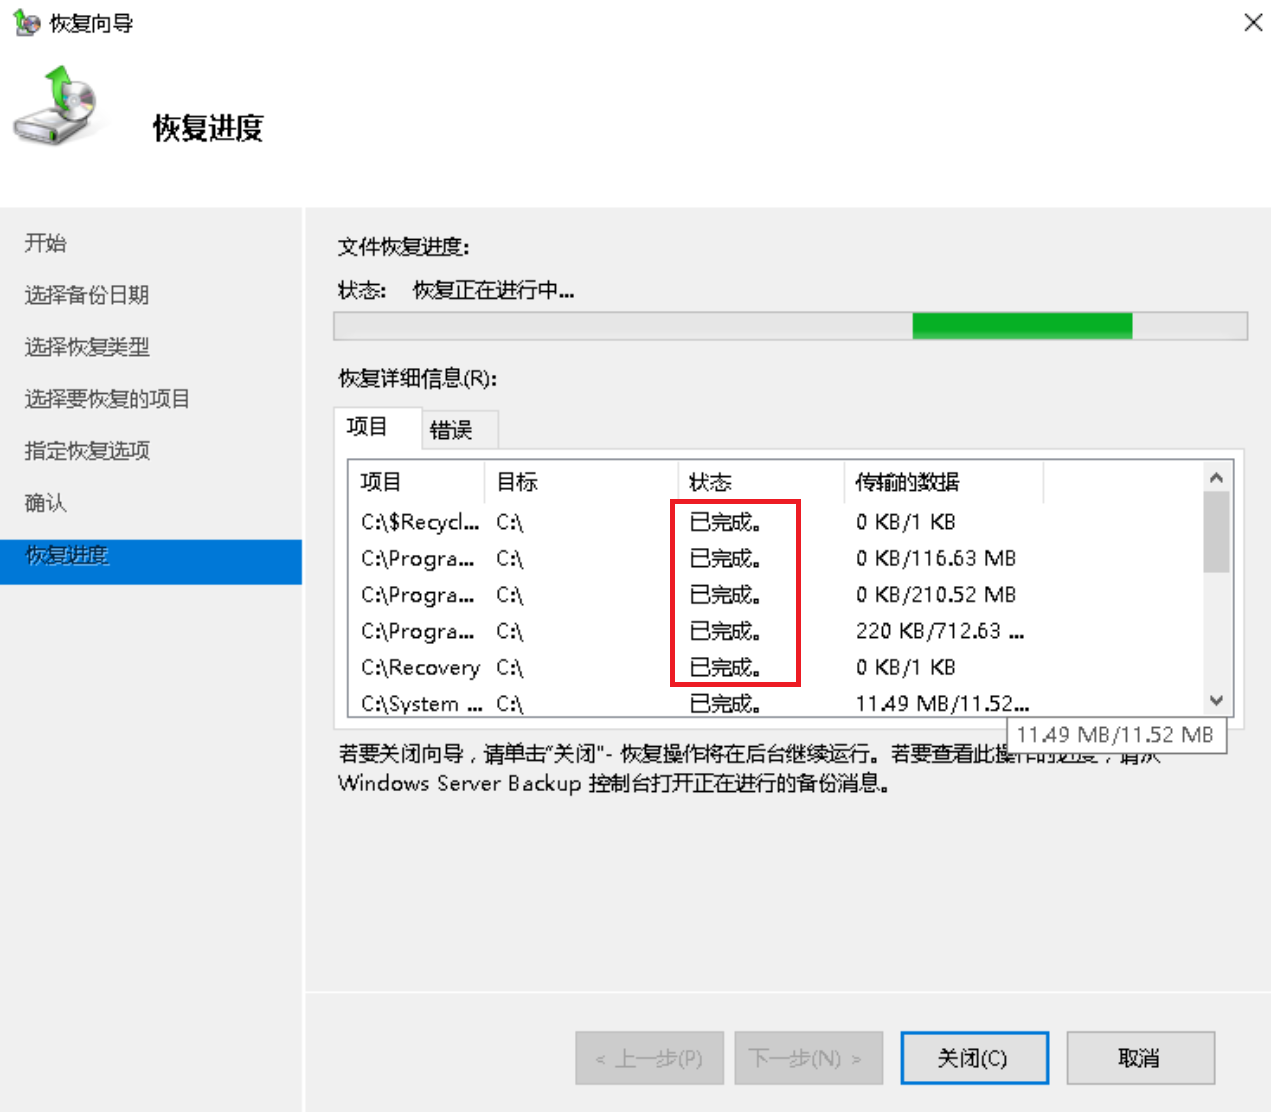 恢复向导
恢复进度
开始
选择备份日期
选择恢复类型
选择要恢复的项目
指定恢复选项
确认
恢复进度
文件恢复进度:
状态: 恢复正在进行中...
恢复详细信息(R):
项目 错误
项目 目标 状态 传输的数据
C:\$Recycl... C:\ 已完成。 0 KB/1 KB
C:\Progra... C:\ 已完成。 0 KB/116.63 MB
C:\Progra... C:\ 已完成。 0 KB/210.52 MB
C:\Progra... C:\ 已完成。 220 KB/712.63 ...
C:\Recovery C:\ 已完成。 0 KB/1 KB
C:\System ... C:\ 已完成。 11.49 MB/11.52...
11.49 MB/11.52 MB
若要关闭向导，请单击“关闭”- 恢复操作将在后台继续运行。若要查看此操作的进度，请从
Windows Server Backup 控制台打开正在进行的备份消息。
< 上一步(P) 下一步(N) > 关闭(C) 取消